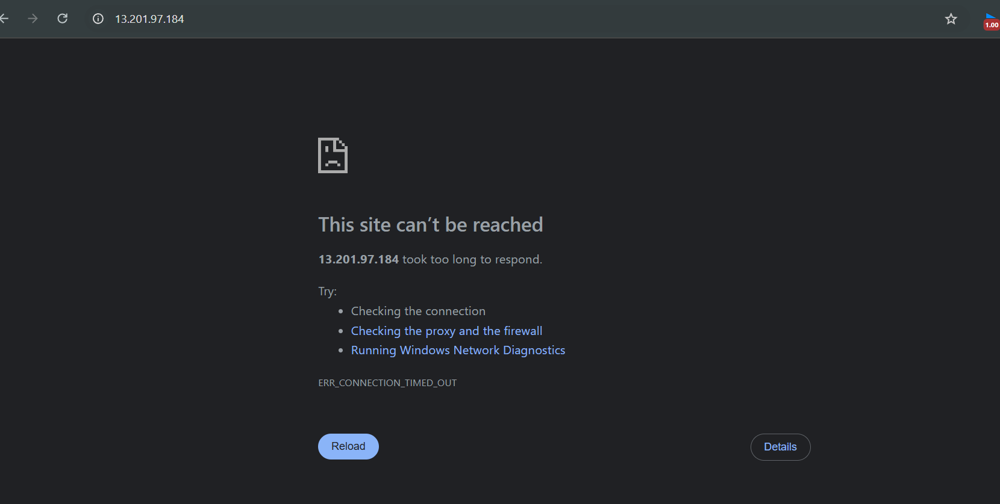 13.201.97.184
1.00
This site can’t be reached
13.201.97.184 took too long to respond.
Try:
Checking the connection
Checking the proxy and the firewall
Running Windows Network Diagnostics
ERR_CONNECTION_TIMED_OUT
Reload
Details